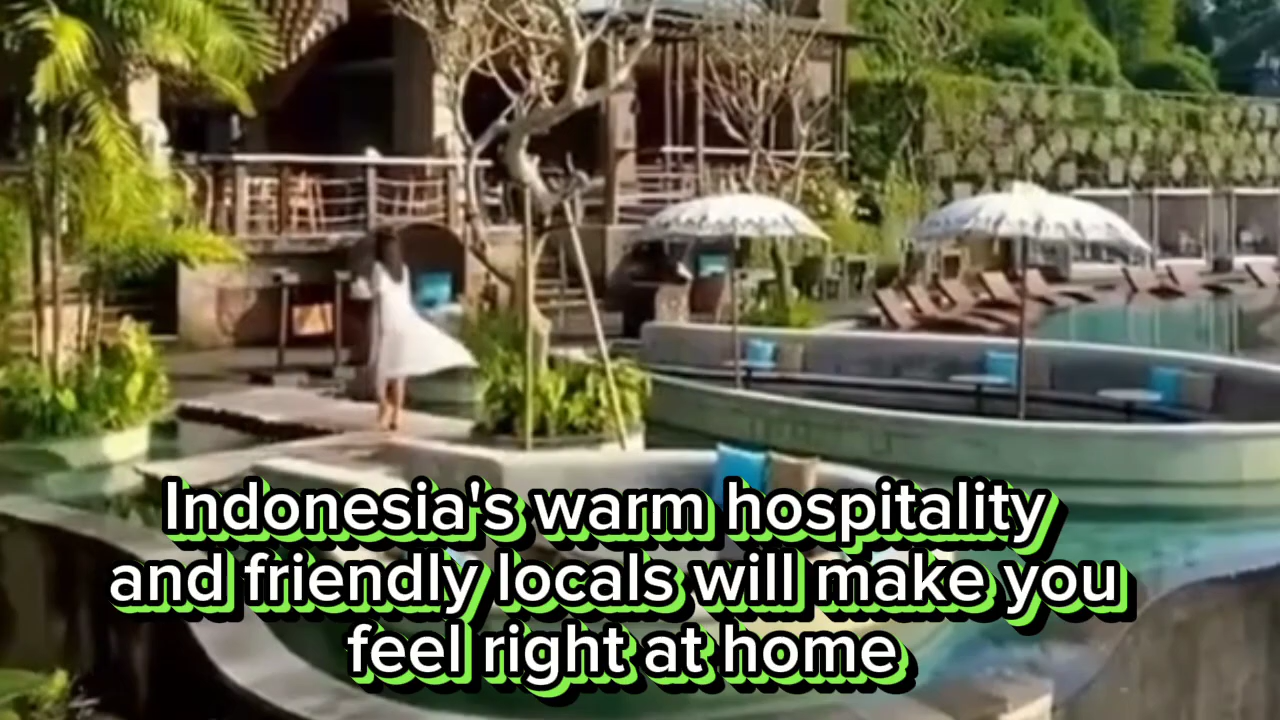 Indonesia's warm hospitality
and friendly locals will make you
feel right at home